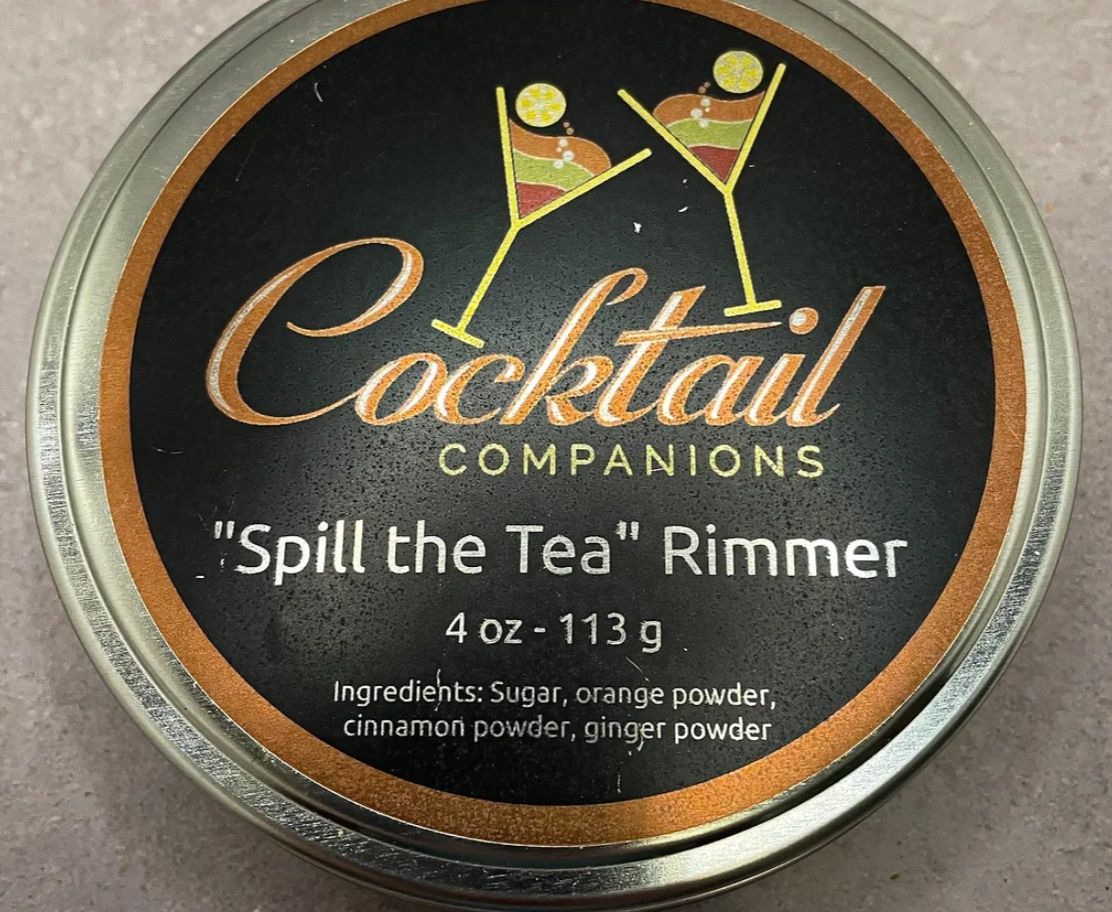 Cocktail
COMPANIONS
"Spill the Tea" Rimmer
4 oz - 113 g
Ingredients: Sugar, orange powder,
cinnamon powder, ginger powder